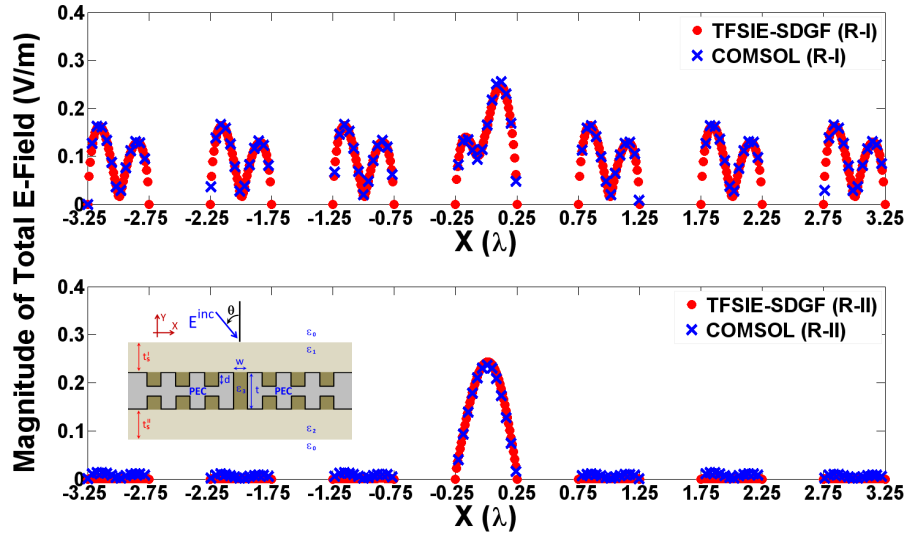 Magnitude of Total E-Field (V/m)
0.4
0.3
0.2
0.1
0
TFSIE-SDGF (R-I)
COMSOL (R-I)
-3.25 -2.75 -2.25 -1.75 -1.25 -0.75 -0.25 0.25 0.75 1.25 1.75 2.25 2.75 3.25
X (λ)
0.4
0.3
0.2
0.1
0
TFSIE-SDGF (R-II)
COMSOL (R-II)
Y
X
E^inc
θ
ε₀
ε₁
t_s^I
w
d
PEC
ε₃
t
PEC
t_s^II
ε₂
ε₀
-3.25 -2.75 -2.25 -1.75 -1.25 -0.75 -0.25 0.25 0.75 1.25 1.75 2.25 2.75 3.25
X (λ)